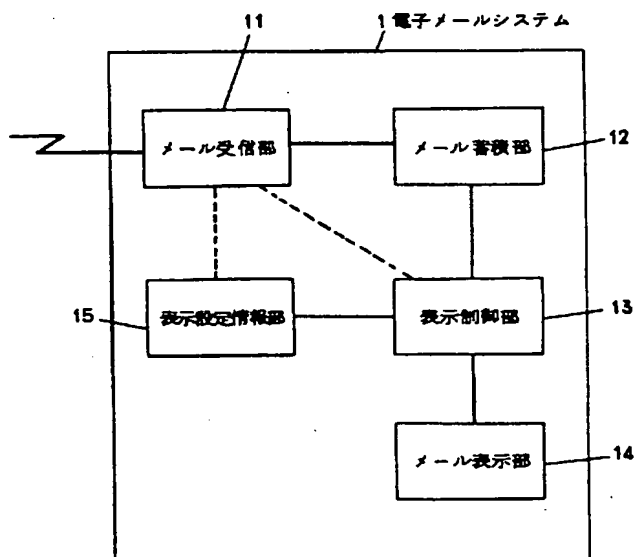 11
1 電子メールシステム
メール受信部
メール蓄積部
12
15
表示設定情報部
表示制御部
13
メール表示部
14